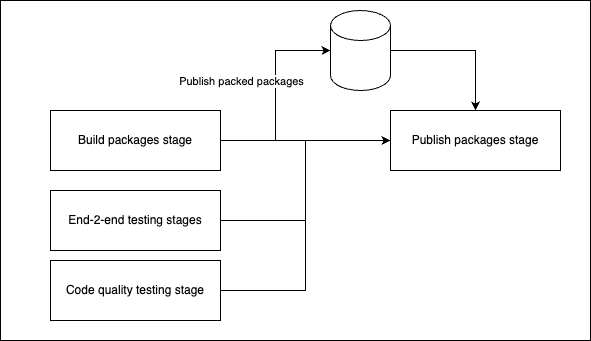 Publish packed packages
Build packages stage
Publish packages stage
End-2-end testing stages
Code quality testing stage